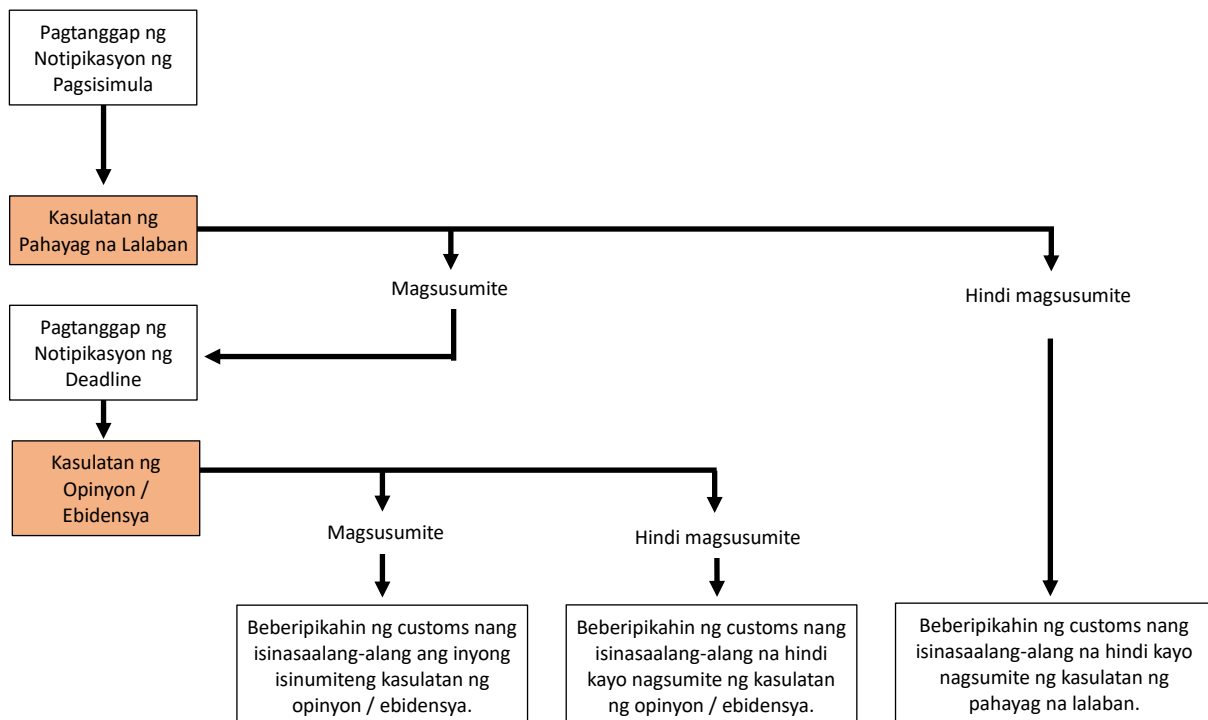 Pagtanggap ng
Notipikasyon ng
Pagsisimula
Kasulatan ng
Pahayag na Lalaban
Magsusumite
Hindi magsusumite
Pagtanggap ng
Notipikasyon ng
Deadline
Kasulatan ng
Opinyon /
Ebidensya
Magsusumite
Hindi magsusumite
Beberipikahin ng customs nang
isinasaalang-alang ang inyong
isinumiteng kasulatan ng
opinyon / ebidensya.
Beberipikahin ng customs nang
isinasaalang-alang na hindi
kayo nagsumite ng kasulatan
ng opinyon / ebidensya.
Beberipikahin ng customs nang
isinasaalang-alang na hindi kayo
nagsumite ng kasulatan ng
pahayag na lalaban.